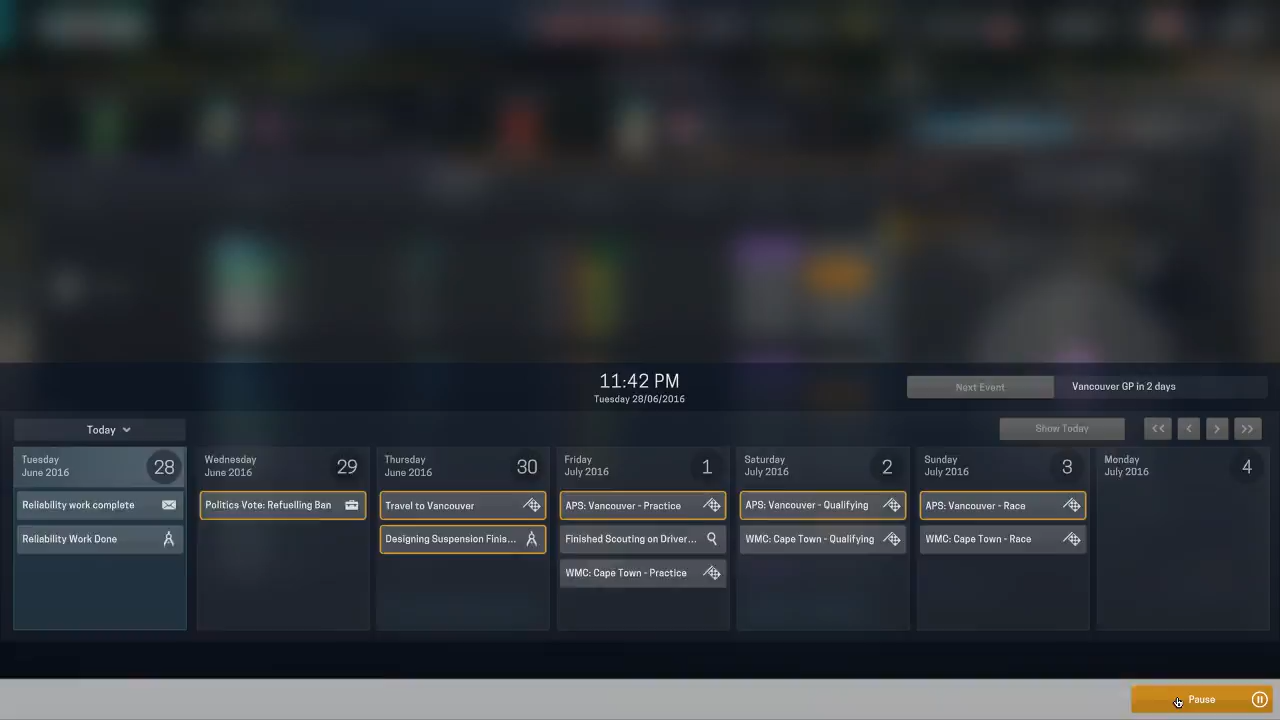 11:42 PM
Tuesday 28/06/2016
Next Event
Vancouver GP in 2 days
Today
Show Today
Tuesday
June 2016
28
Reliability work complete
Reliability Work Done
Wednesday
June 2016
29
Politics Vote: Refuelling Ban
Thursday
June 2016
30
Travel to Vancouver
Designing Suspension Finis...
Friday
July 2016
1
APS: Vancouver - Practice
Finished Scouting on Driver...
WMC: Cape Town - Practice
Saturday
July 2016
2
APS: Vancouver - Qualifying
WMC: Cape Town - Qualifying
Sunday
July 2016
3
APS: Vancouver - Race
WMC: Cape Town - Race
Monday
July 2016
4
Pause